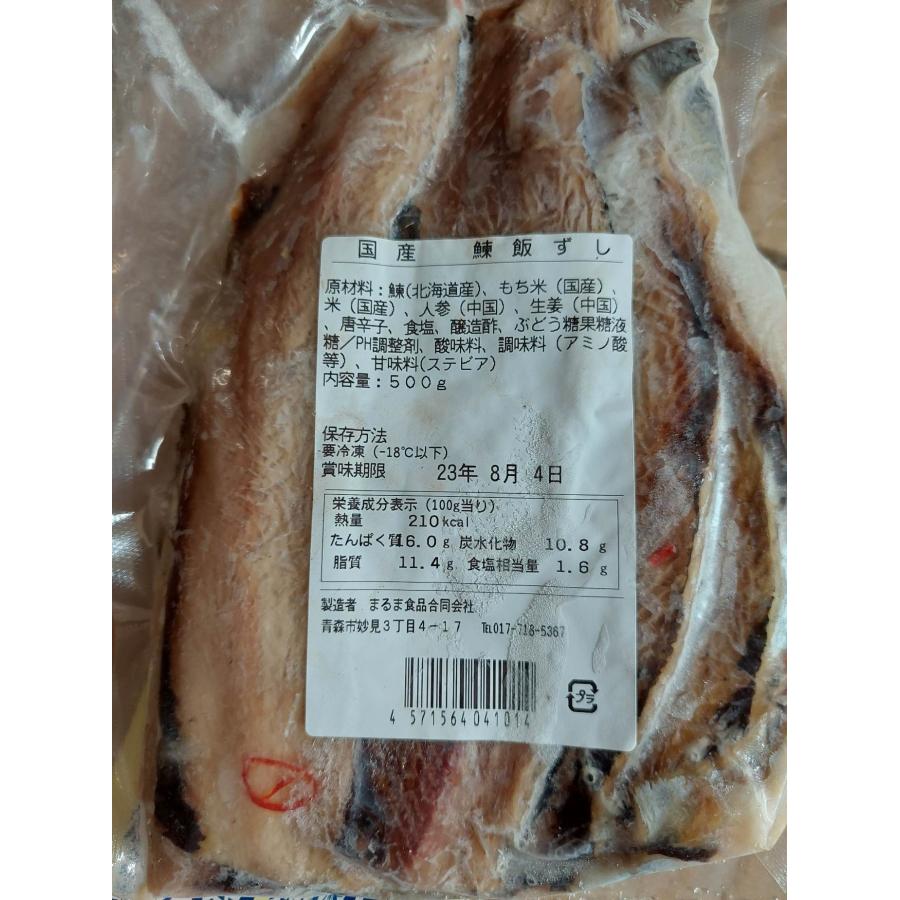 国産　鰊飯ずし
原材料：鰊(北海道産)、もち米（国産）、
米（国産）、人参（中国）、生姜（中国）
、唐辛子、食塩、醸造酢、ぶどう糖果糖液
糖／PH調整剤、酸味料、調味料（アミノ酸
等）、甘味料(ステビア)
内容量：５００ｇ
保存方法
要冷凍（-18℃以下）
賞味期限　23年 8月 4日
栄養成分表示（100g当り）
熱量　210kcal
たんぱく質16.0ｇ 炭水化物　10.8ｇ
脂質　11.4ｇ 食塩相当量　1.6ｇ
製造者　まるま食品合同会社
青森市妙見３丁目４－１７　℡017-718-5367
4 571564 041014
プラ